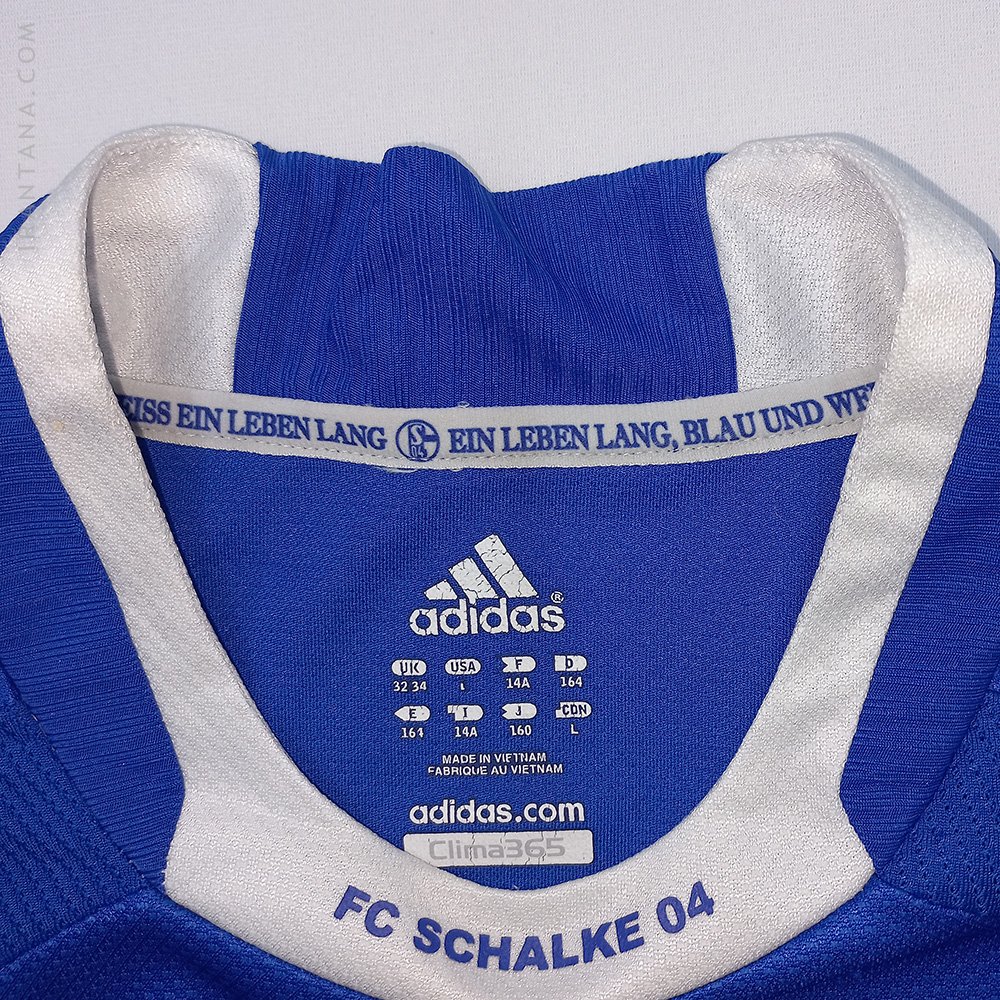 EISS EIN LEBEN LANG S04 EIN LEBEN LANG, BLAU UND WE
adidas®
UK USA F D
32 34 L 14A 164
E I J CDN
164 14A 160 L
MADE IN VIETNAM
FABRIQUE AU VIETNAM
adidas.com
Clima365
FC SCHALKE 04